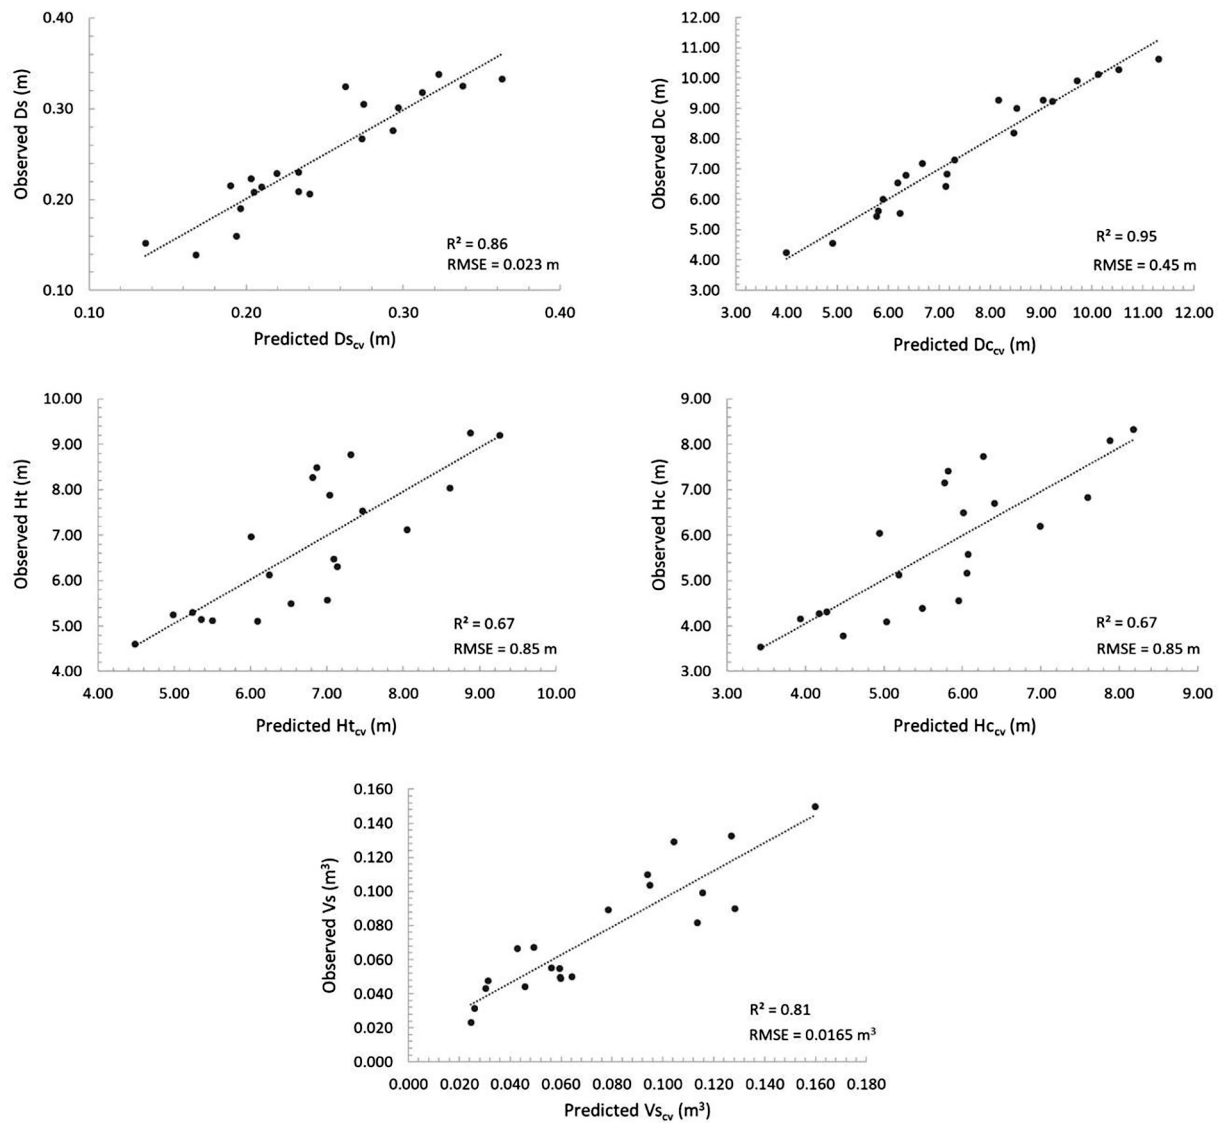 0.40
0.30
0.20
0.10
Observed Ds (m)
R² = 0.86
RMSE = 0.023 m
0.10 0.20 0.30 0.40
Predicted Ds_cv (m)
12.00
11.00
10.00
9.00
8.00
7.00
6.00
5.00
4.00
3.00
Observed Dc (m)
R² = 0.95
RMSE = 0.45 m
3.00 4.00 5.00 6.00 7.00 8.00 9.00 10.00 11.00 12.00
Predicted Dc_cv (m)
10.00
9.00
8.00
7.00
6.00
5.00
4.00
Observed Ht (m)
R² = 0.67
RMSE = 0.85 m
4.00 5.00 6.00 7.00 8.00 9.00 10.00
Predicted Ht_cv (m)
9.00
8.00
7.00
6.00
5.00
4.00
3.00
Observed Hc (m)
R² = 0.67
RMSE = 0.85 m
3.00 4.00 5.00 6.00 7.00 8.00 9.00
Predicted Hc_cv (m)
0.160
0.140
0.120
0.100
0.080
0.060
0.040
0.020
0.000
Observed Vs (m³)
R² = 0.81
RMSE = 0.0165 m³
0.000 0.020 0.040 0.060 0.080 0.100 0.120 0.140 0.160 0.180
Predicted Vs_cv (m³)